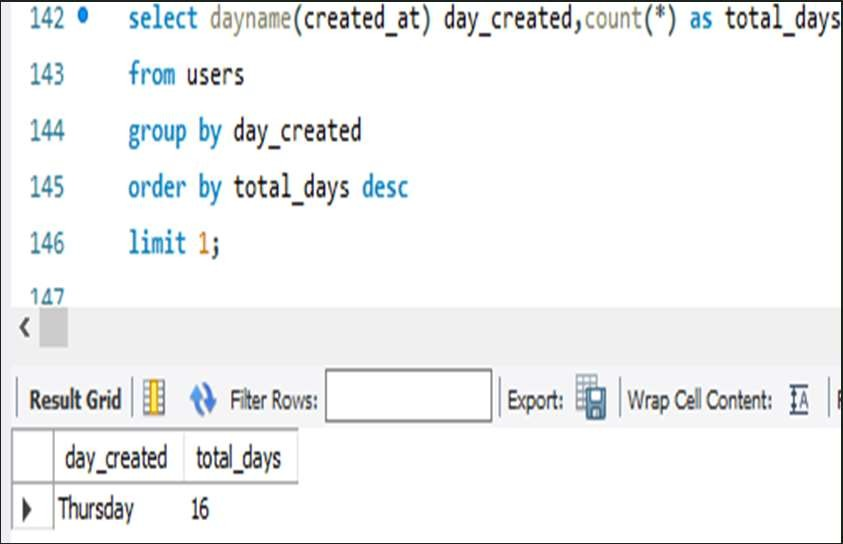 142 select dayname(created_at) day_created,count(*) as total_days
143 from users
144 group by day_created
145 order by total_days desc
146 limit 1;
147
Result Grid Filter Rows: Export: Wrap Cell Content:
day_created total_days
Thursday 16